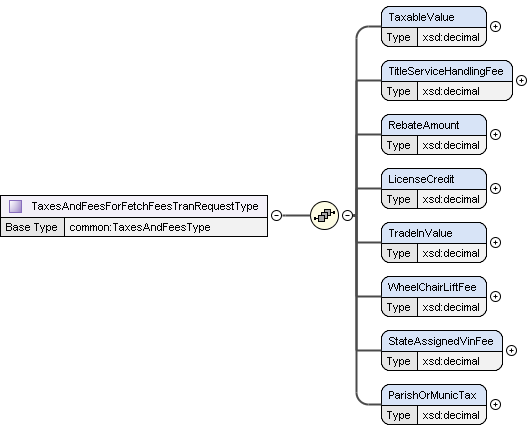 TaxableValue
Type xsd:decimal
TitleServiceHandlingFee
Type xsd:decimal
RebateAmount
Type xsd:decimal
LicenseCredit
Type xsd:decimal
TaxesAndFeesForFetchFeesTranRequestType
Base Type common:TaxesAndFeesType
TradeInValue
Type xsd:decimal
WheelChairLiftFee
Type xsd:decimal
StateAssignedVinFee
Type xsd:decimal
ParishOrMunicTax
Type xsd:decimal